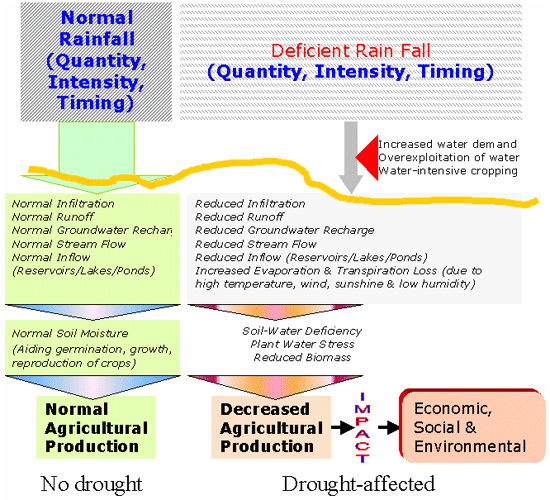 Normal
Rainfall
(Quantity,
Intensity,
Timing)
Deficient Rain Fall
(Quantity, Intensity, Timing)
Increased water demand
Overexploitation of water
Water-intensive cropping
Normal Infiltration
Normal Runoff
Normal Groundwater Rechar
Normal Stream Flow
Normal Inflow
(Reservoirs/Lakes/Ponds)
Reduced Infiltration
Reduced Runoff
Reduced Groundwater Recharge
Reduced Stream Flow
Reduced Inflow (Reservoirs/Lakes/Ponds)
Increased Evaporation & Transpiration Loss (due to
high temperature, wind, sunshine & low humidity)
Normal Soil Moisture
(Aiding germination, growth,
reproduction of crops)
Soil-Water Deficiency
Plant Water Stress
Reduced Biomass
Normal
Agricultural
Production
Decreased
Agricultural
Production
IMPACT
Economic,
Social &
Environmental
No drought
Drought-affected